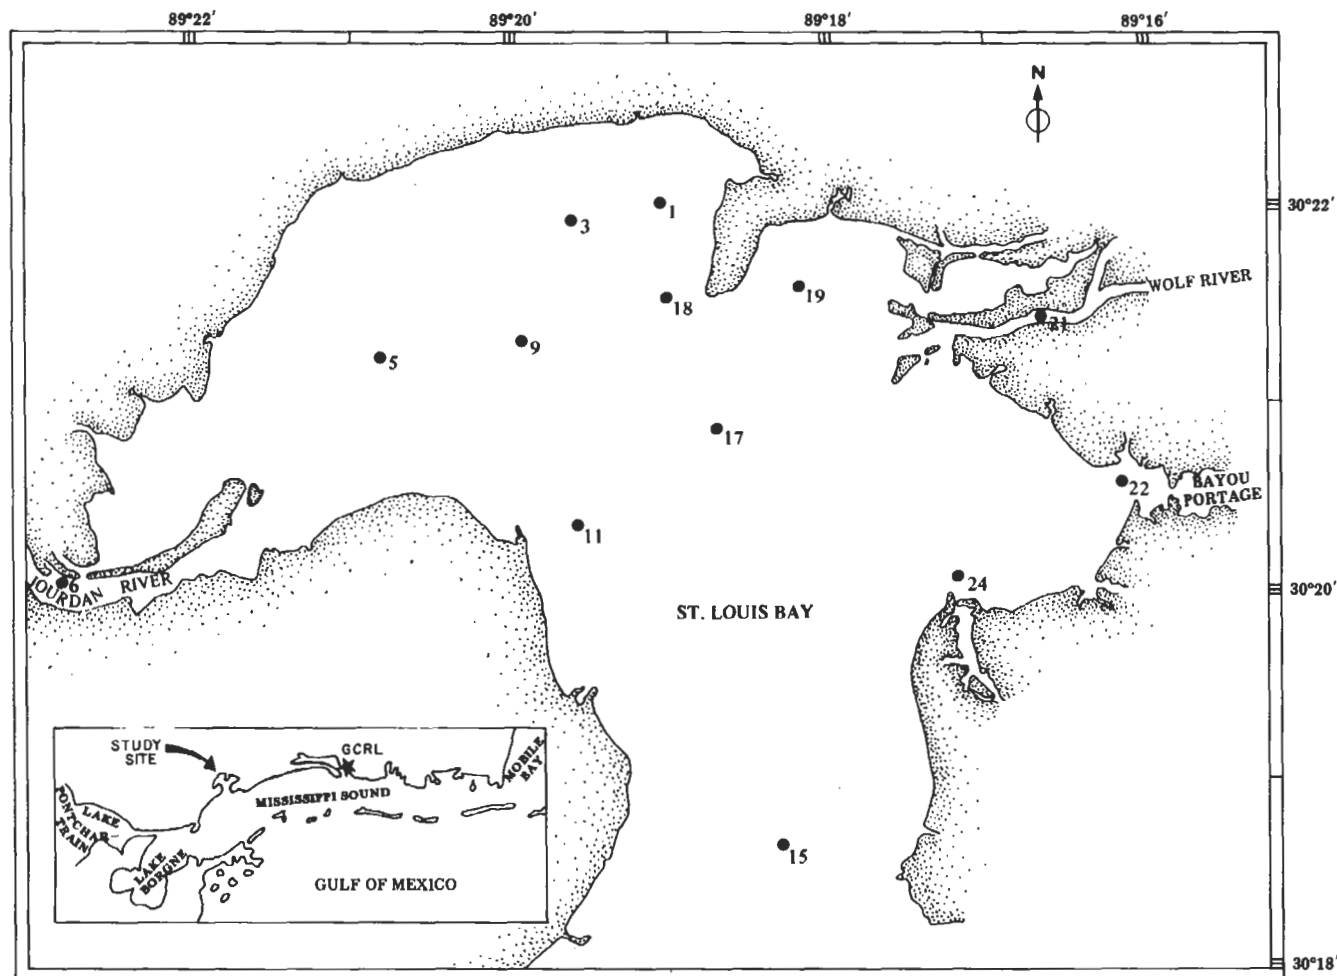 89°22′ 89°20′ 89°18′ 89°16′
N
30°22′
1
3
WOLF RIVER
19
18
21
9
5
17
22
BAYOU
PORTAGE
11
6
JOURDAN RIVER
24
30°20′
ST. LOUIS BAY
STUDY
SITE
GCRL
MOBILE
BAY
MISSISSIPPI SOUND
LAKE
PONTCHAR-
TRAIN
LAKE
BORGNE
GULF OF MEXICO
15
30°18′